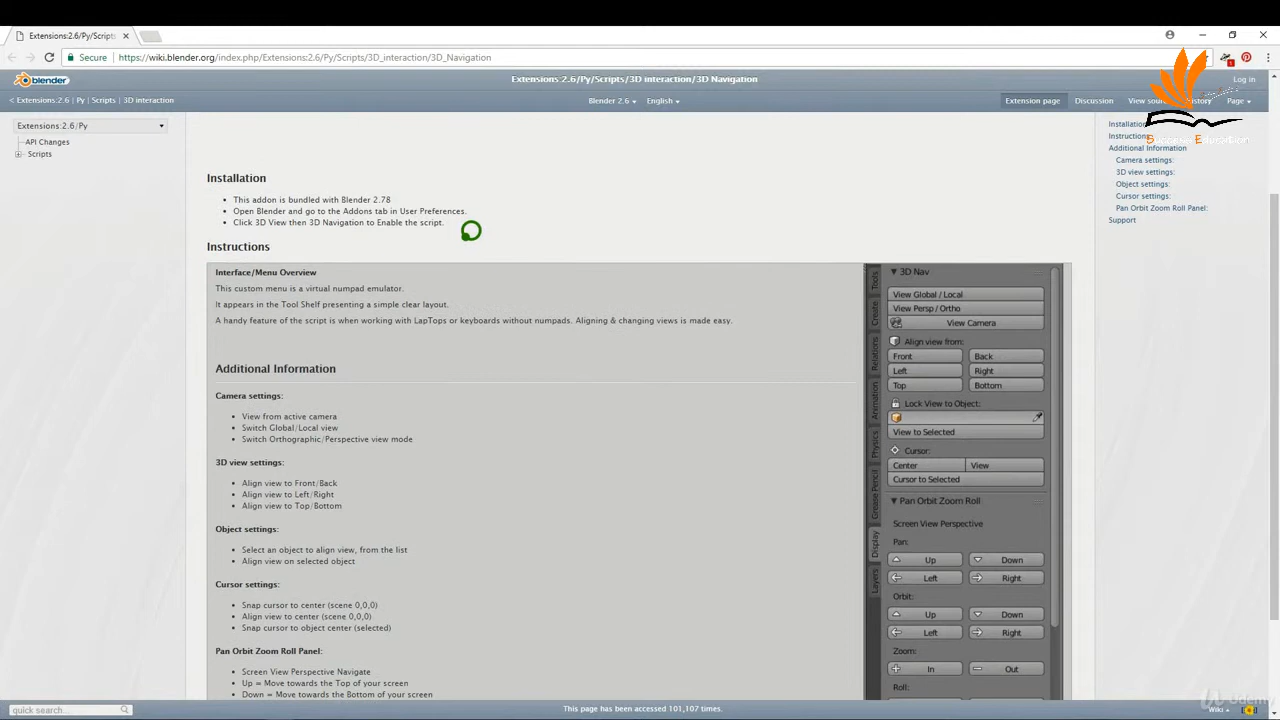 Extensions:2.6/Py/Scripts
Secure
https://wiki.blender.org/index.php/Extensions:2.6/Py/Scripts/3D_interaction/3D_Navigation
blender
Extensions:2.6/Py/Scripts/3D interaction/3D Navigation
Log in
< Extensions:2.6 | Py | Scripts | 3D interaction
Blender 2.6
English
Extension page
Discussion
Page
Extensions:2.6/Py
API Changes
Scripts
Installation
Instructions
Additional Information
Camera settings:
3D view settings:
Object settings:
Cursor settings:
Pan Orbit Zoom Roll Panel:
Support
Installation
This addon is bundled with Blender 2.78
Open Blender and go to the Addons tab in User Preferences.
Click 3D View then 3D Navigation to Enable the script.
Instructions
Interface/Menu Overview
This custom menu is a virtual numpad emulator.
It appears in the Tool Shelf presenting a simple clear layout.
A handy feature of the script is when working with LapTops or keyboards without numpads. Aligning & changing views is made easy.
Additional Information
Camera settings:
View from active camera
Switch Global/Local view
Switch Orthographic/Perspective view mode
3D view settings:
Align view to Front/Back
Align view to Left/Right
Align view to Top/Bottom
Object settings:
Select an object to align view, from the list
Align view on selected object
Cursor settings:
Snap cursor to center (scene 0,0,0)
Align view to center (scene 0,0,0)
Snap cursor to object center (selected)
Pan Orbit Zoom Roll Panel:
Screen View Perspective Navigate
Up = Move towards the Top of your screen
Down = Move towards the Bottom of your screen
Tools
Create
Relations
Animation
Physics
Grease Pencil
Display
Layers
3D Nav
View Global / Local
View Persp / Ortho
View Camera
Align view from:
Front Back
Left Right
Top Bottom
Lock View to Object:
View to Selected
Cursor:
Center View
Cursor to Selected
Pan Orbit Zoom Roll
Screen View Perspective
Pan:
Up Down
Left Right
Orbit:
Up Down
Left Right
Zoom:
In Out
Roll:
quick search...
This page has been accessed 101,107 times.
Wiki
Udemy